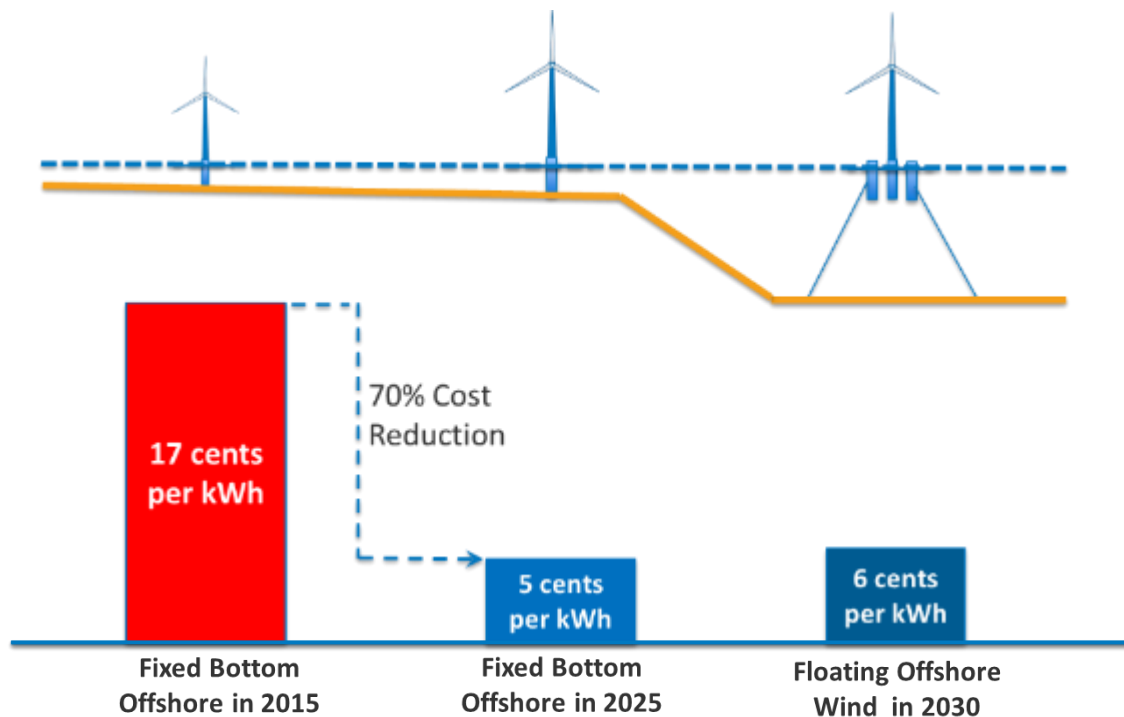 70% Cost
Reduction
17 cents
per kWh
5 cents
per kWh
6 cents
per kWh
Fixed Bottom
Offshore in 2015
Fixed Bottom
Offshore in 2025
Floating Offshore
Wind in 2030